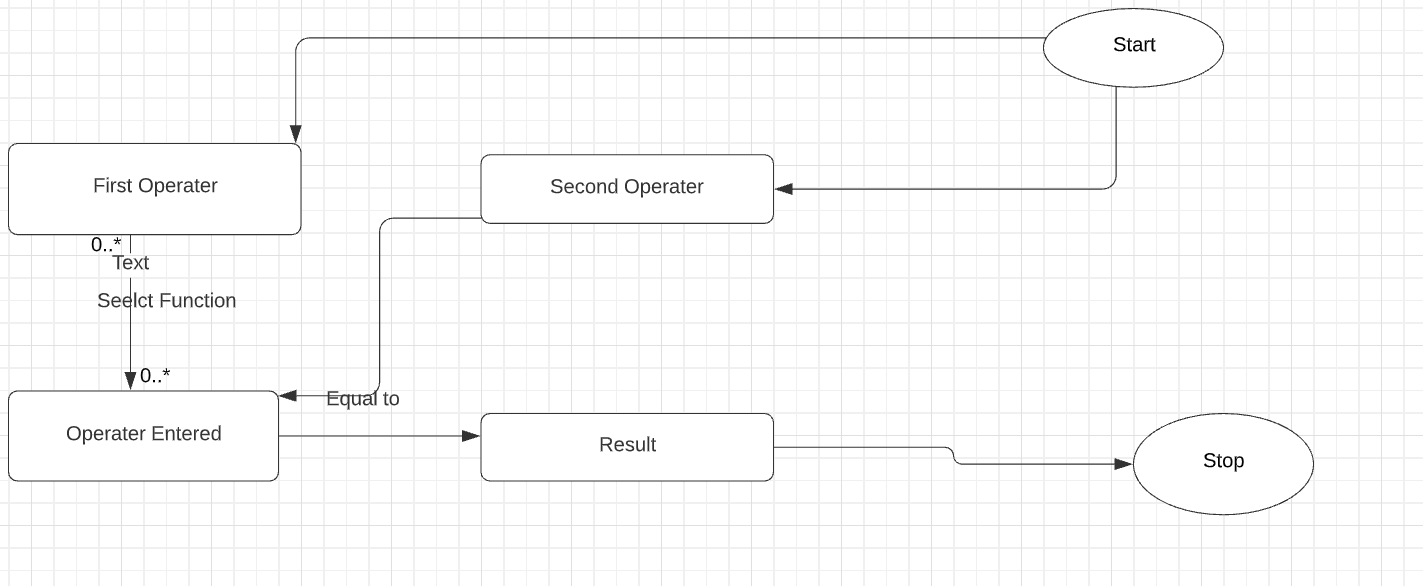 Start
First Operater
Second Operater
0..*
Text
Seelct Function
0..*
Equal to
Operater Entered
Result
Stop